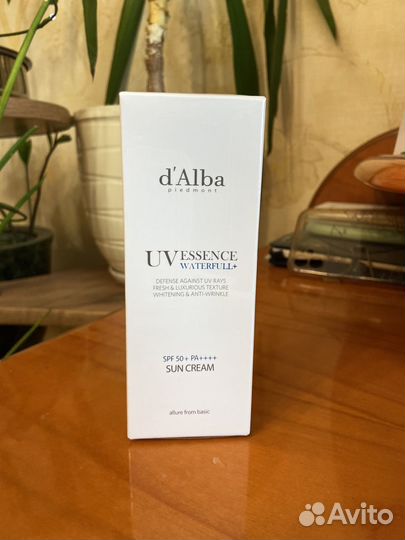 d'Alba
piedmont
UV ESSENCE
WATERFULL+
DEFENSE AGAINST UV RAYS
FRESH & LUXURIOUS TEXTURE
WHITENING & ANTI-WRINKLE
SPF 50+ PA++++
SUN CREAM
allure from basic
Avito